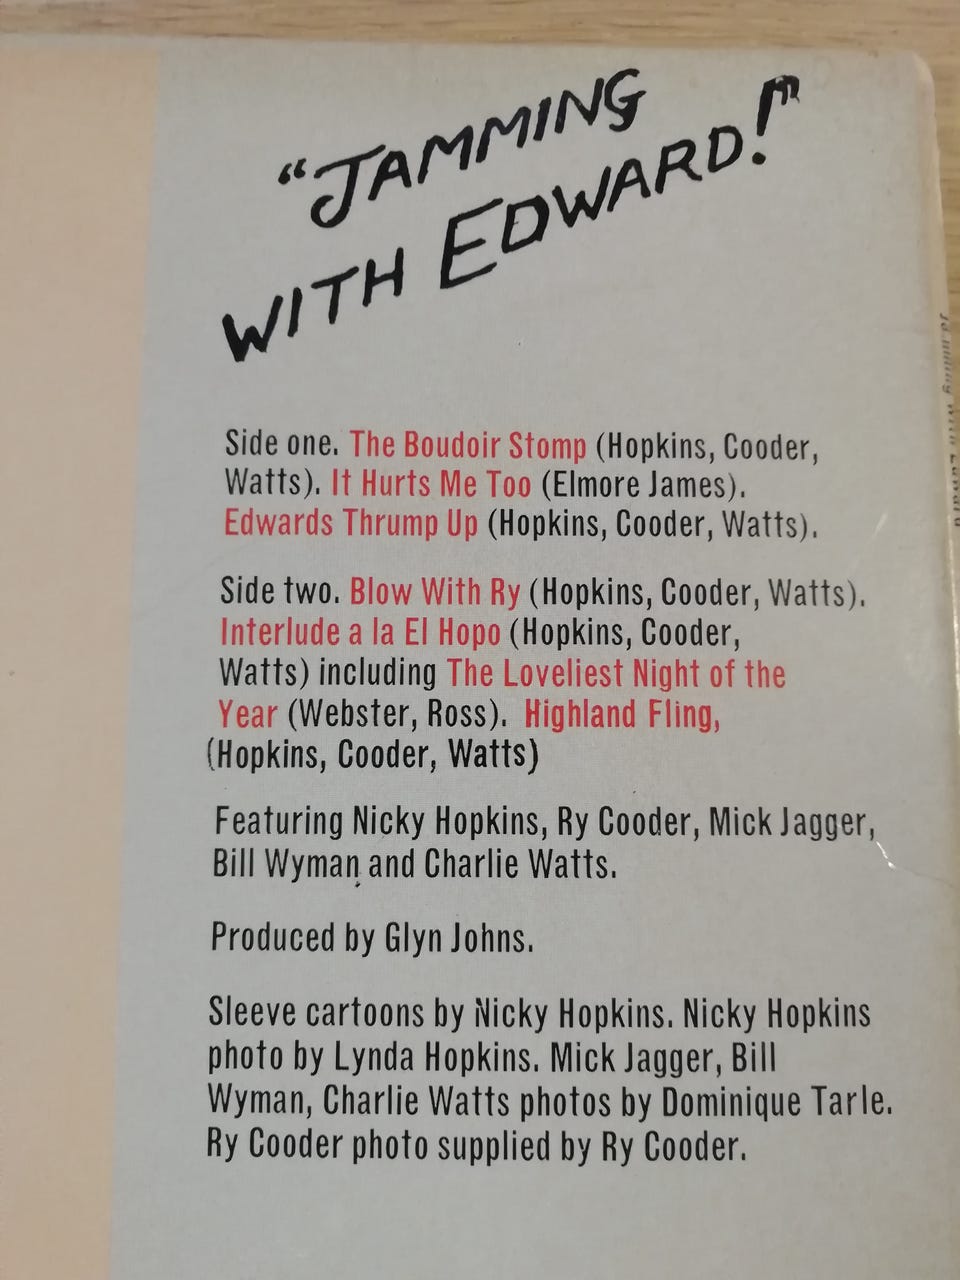 "JAMMING
WITH EDWARD!"
Side one. The Boudoir Stomp (Hopkins, Cooder,
Watts). It Hurts Me Too (Elmore James).
Edwards Thrump Up (Hopkins, Cooder, Watts).
Side two. Blow With Ry (Hopkins, Cooder, Watts).
Interlude a la El Hopo (Hopkins, Cooder,
Watts) including The Loveliest Night of the
Year (Webster, Ross). Highland Fling,
(Hopkins, Cooder, Watts)
Featuring Nicky Hopkins, Ry Cooder, Mick Jagger,
Bill Wyman and Charlie Watts.
Produced by Glyn Johns.
Sleeve cartoons by Nicky Hopkins. Nicky Hopkins
photo by Lynda Hopkins. Mick Jagger, Bill
Wyman, Charlie Watts photos by Dominique Tarle.
Ry Cooder photo supplied by Ry Cooder.